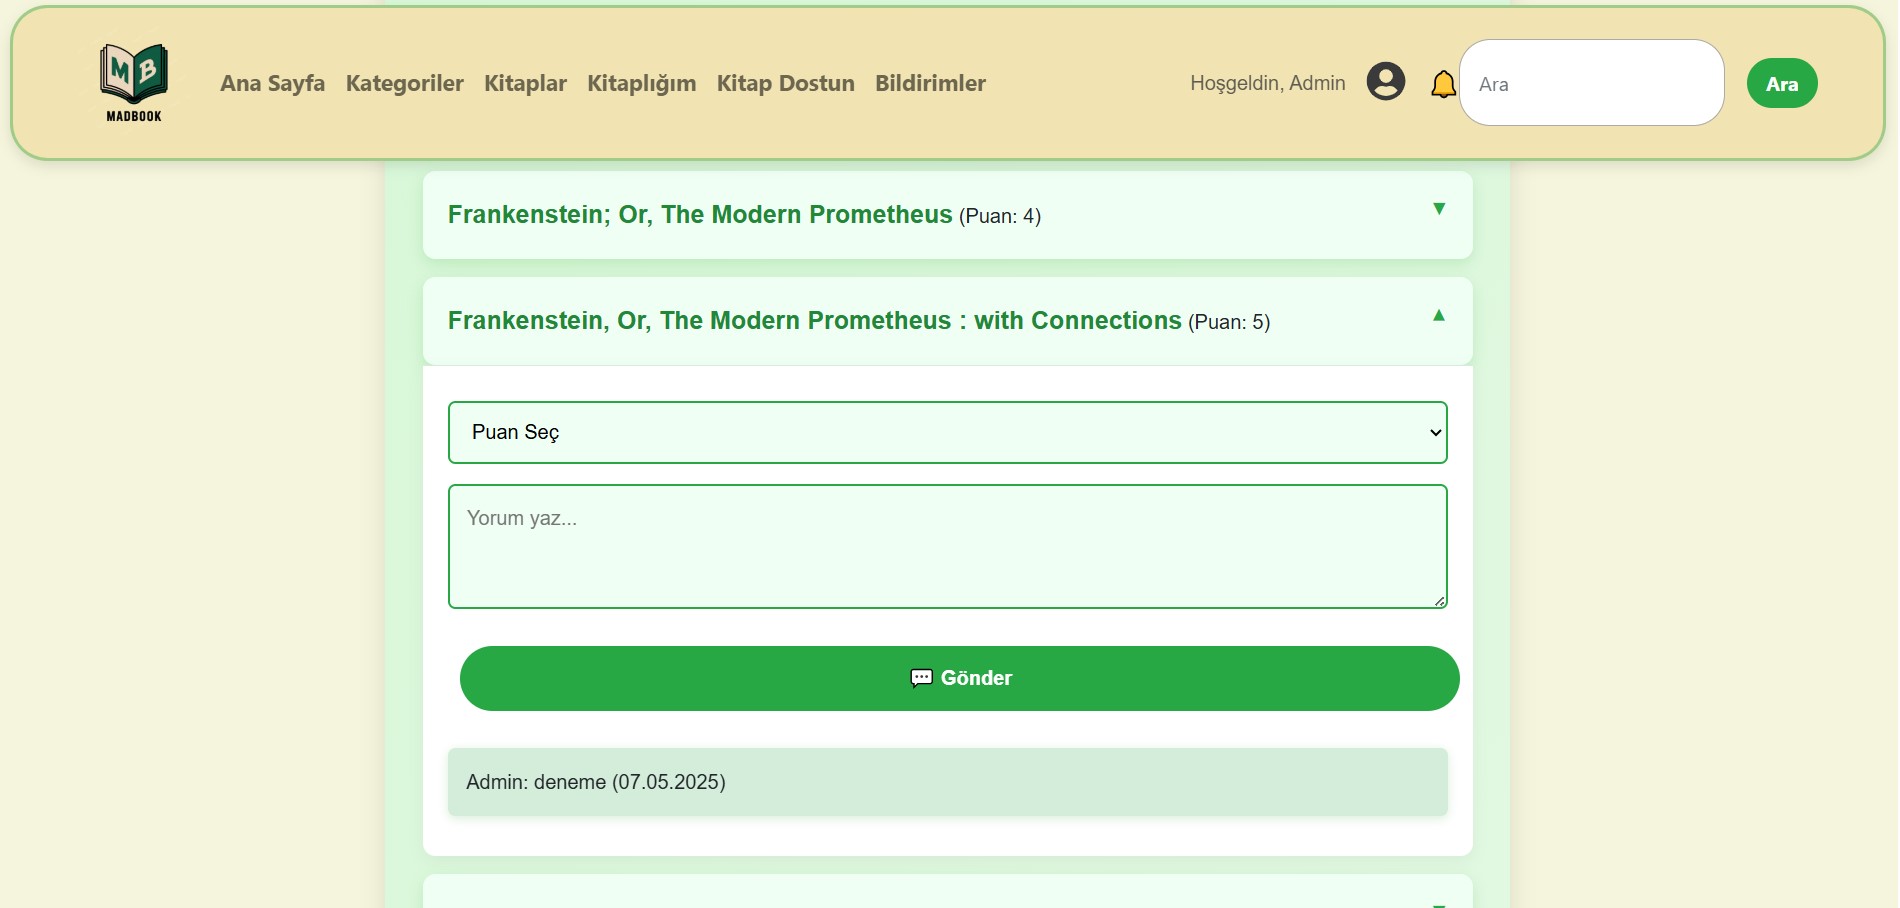 MB
MADBOOK
Ana Sayfa Kategoriler Kitaplar Kitaplığım Kitap Dostun Bildirimler Hoşgeldin, Admin Ara Ara
Frankenstein; Or, The Modern Prometheus (Puan: 4)
Frankenstein, Or, The Modern Prometheus : with Connections (Puan: 5)
Puan Seç
Yorum yaz...
Gönder
Admin: deneme (07.05.2025)